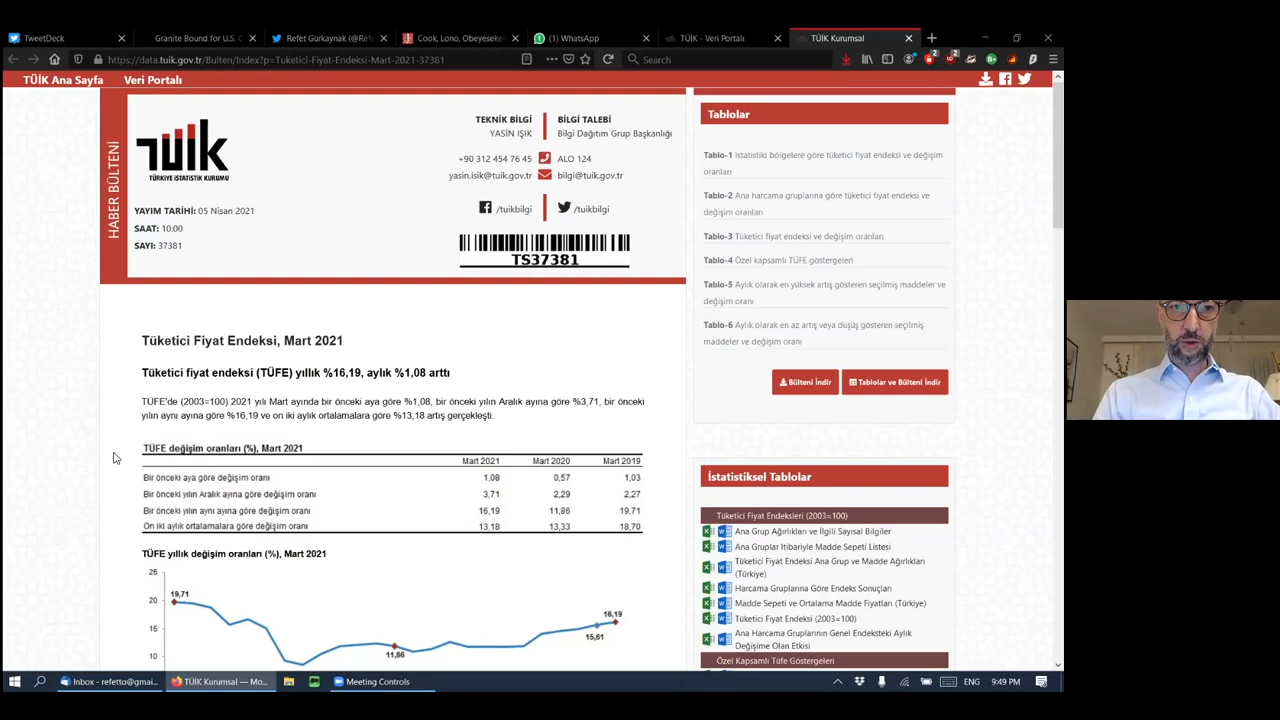 TweetDeck
Granite Bound for U.S. C
Refet Gürkaynak (@Refe
Cook, Lono, Obeyeseker
(1) WhatsApp
TÜİK - Veri Portalı
TÜİK Kurumsal
https://data.tuik.gov.tr/Bulten/Index?p=Tuketici-Fiyat-Endeksi-Mart-2021-37381
Search
TÜİK Ana Sayfa
Veri Portalı
HABER BÜLTENİ
TÜİK
TÜRKİYE İSTATİSTİK KURUMU
YAYIM TARİHİ: 05 Nisan 2021
SAAT: 10:00
SAYI: 37381
TEKNİK BİLGİ
YASİN IŞIK
+90 312 454 76 45
yasin.isik@tuik.gov.tr
/tuikbilgi
BİLGİ TALEBİ
Bilgi Dağıtım Grup Başkanlığı
ALO 124
bilgi@tuik.gov.tr
/tuikbilgi
TS37381
Tüketici Fiyat Endeksi, Mart 2021
Tüketici fiyat endeksi (TÜFE) yıllık %16,19, aylık %1,08 arttı
TÜFE'de (2003=100) 2021 yılı Mart ayında bir önceki aya göre %1,08, bir önceki yılın Aralık ayına göre %3,71, bir önceki
yılın aynı ayına göre %16,19 ve on iki aylık ortalamalara göre %13,18 artış gerçekleşti.
TÜFE değişim oranları (%), Mart 2021
Mart 2021 Mart 2020 Mart 2019
Bir önceki aya göre değişim oranı 1,08 0,57 1,03
Bir önceki yılın Aralık ayına göre değişim oranı 3,71 2,29 2,27
Bir önceki yılın aynı ayına göre değişim oranı 16,19 11,86 19,71
On iki aylık ortalamalara göre değişim oranı 13,18 13,33 18,70
TÜFE yıllık değişim oranları (%), Mart 2021
25
20
15
10
19,71
11,86
15,61
16,19
Tablolar
Tablo-1 İstatistiki bölgelere göre tüketici fiyat endeksi ve değişim
oranları
Tablo-2 Ana harcama gruplarına göre tüketici fiyat endeksi ve
değişim oranları
Tablo-3 Tüketici fiyat endeksi ve değişim oranları
Tablo-4 Özel kapsamlı TÜFE göstergeleri
Tablo-5 Aylık olarak en yüksek artış gösteren seçilmiş maddeler ve
değişim oranı
Tablo-6 Aylık olarak en az artış veya düşüş gösteren seçilmiş
maddeler ve değişim oranı
Bülteni İndir
Tablolar ve Bülteni İndir
İstatistiksel Tablolar
Tüketici Fiyat Endeksleri (2003=100)
Ana Grup Ağırlıkları ve İlgili Sayısal Bilgiler
Ana Gruplar Itibariyle Madde Sepeti Listesi
Tüketici Fiyat Endeksi Ana Grup ve Madde Ağırlıkları
(Türkiye)
Harcama Gruplarına Göre Endeks Sonuçları
Madde Sepeti ve Ortalama Madde Fiyatları (Türkiye)
Tüketici Fiyat Endeksi (2003=100)
Ana Harcama Gruplarının Genel Endeksteki Aylık
Değişime Olan Etkisi
Özel Kapsamlı Tüfe Göstergeleri
Inbox - refetto@gmai...
TÜİK Kurumsal — Mo...
Meeting Controls
ENG
9:49 PM